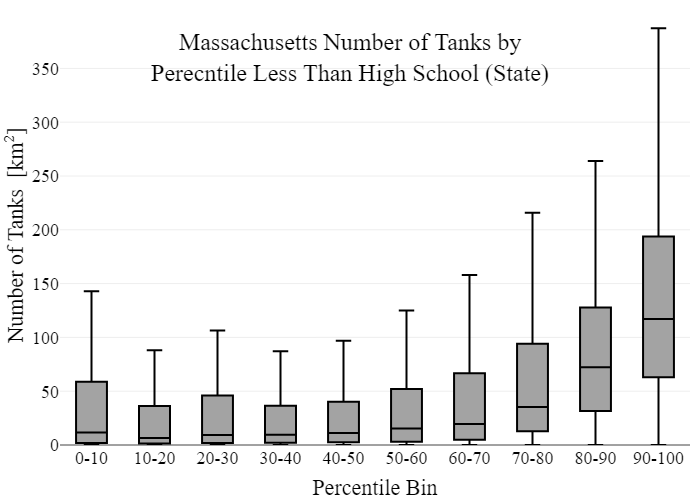 Massachusetts Number of Tanks by
Perecntile Less Than High School (State)
Number of Tanks [km²]
350
300
250
200
150
100
50
0
0-10 10-20 20-30 30-40 40-50 50-60 60-70 70-80 80-90 90-100
Percentile Bin